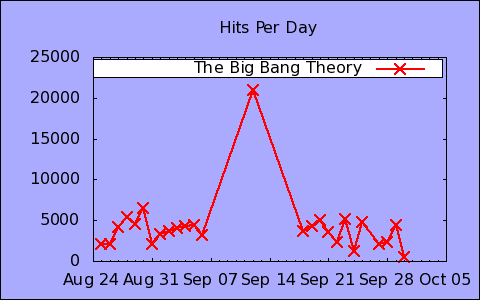 Hits Per Day
25000
The Big Bang Theory
20000
15000
10000
5000
0
Aug 24 Aug 31 Sep 07 Sep 14 Sep 21 Sep 28 Oct 05